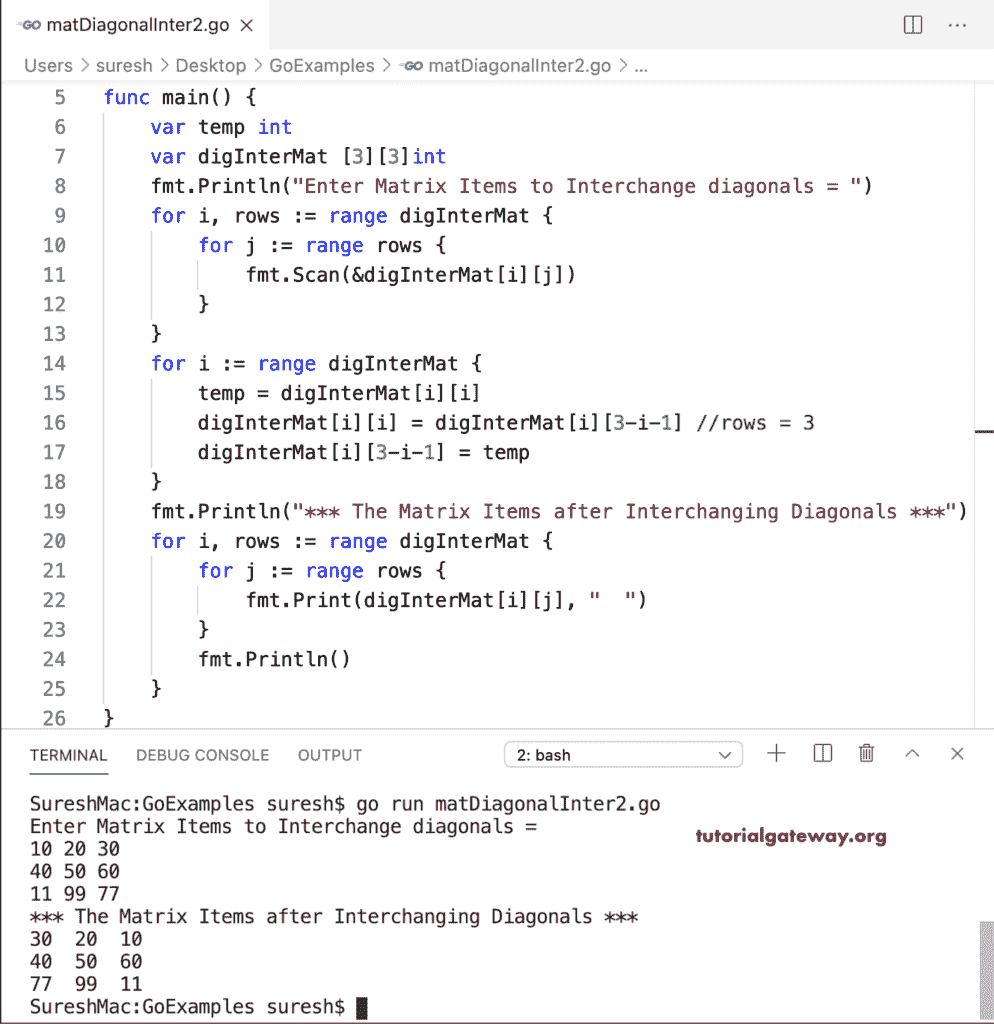 GO matDiagonalInter2.go ×
Users > suresh > Desktop > GoExamples > GO matDiagonalInter2.go > ...
5 func main() {
6     var temp int
7     var digInterMat [3][3]int
8     fmt.Println("Enter Matrix Items to Interchange diagonals = ")
9     for i, rows := range digInterMat {
10         for j := range rows {
11             fmt.Scan(&digInterMat[i][j])
12         }
13     }
14     for i := range digInterMat {
15         temp = digInterMat[i][i]
16         digInterMat[i][i] = digInterMat[i][3-i-1] //rows = 3
17         digInterMat[i][3-i-1] = temp
18     }
19     fmt.Println("*** The Matrix Items after Interchanging Diagonals ***")
20     for i, rows := range digInterMat {
21         for j := range rows {
22             fmt.Print(digInterMat[i][j], "  ")
23         }
24         fmt.Println()
25     }
26 }
TERMINAL DEBUG CONSOLE OUTPUT 2: bash
SureshMac:GoExamples suresh$ go run matDiagonalInter2.go
Enter Matrix Items to Interchange diagonals =
tutorialgateway.org
10 20 30
40 50 60
11 99 77
*** The Matrix Items after Interchanging Diagonals ***
30  20  10
40  50  60
77  99  11
SureshMac:GoExamples suresh$